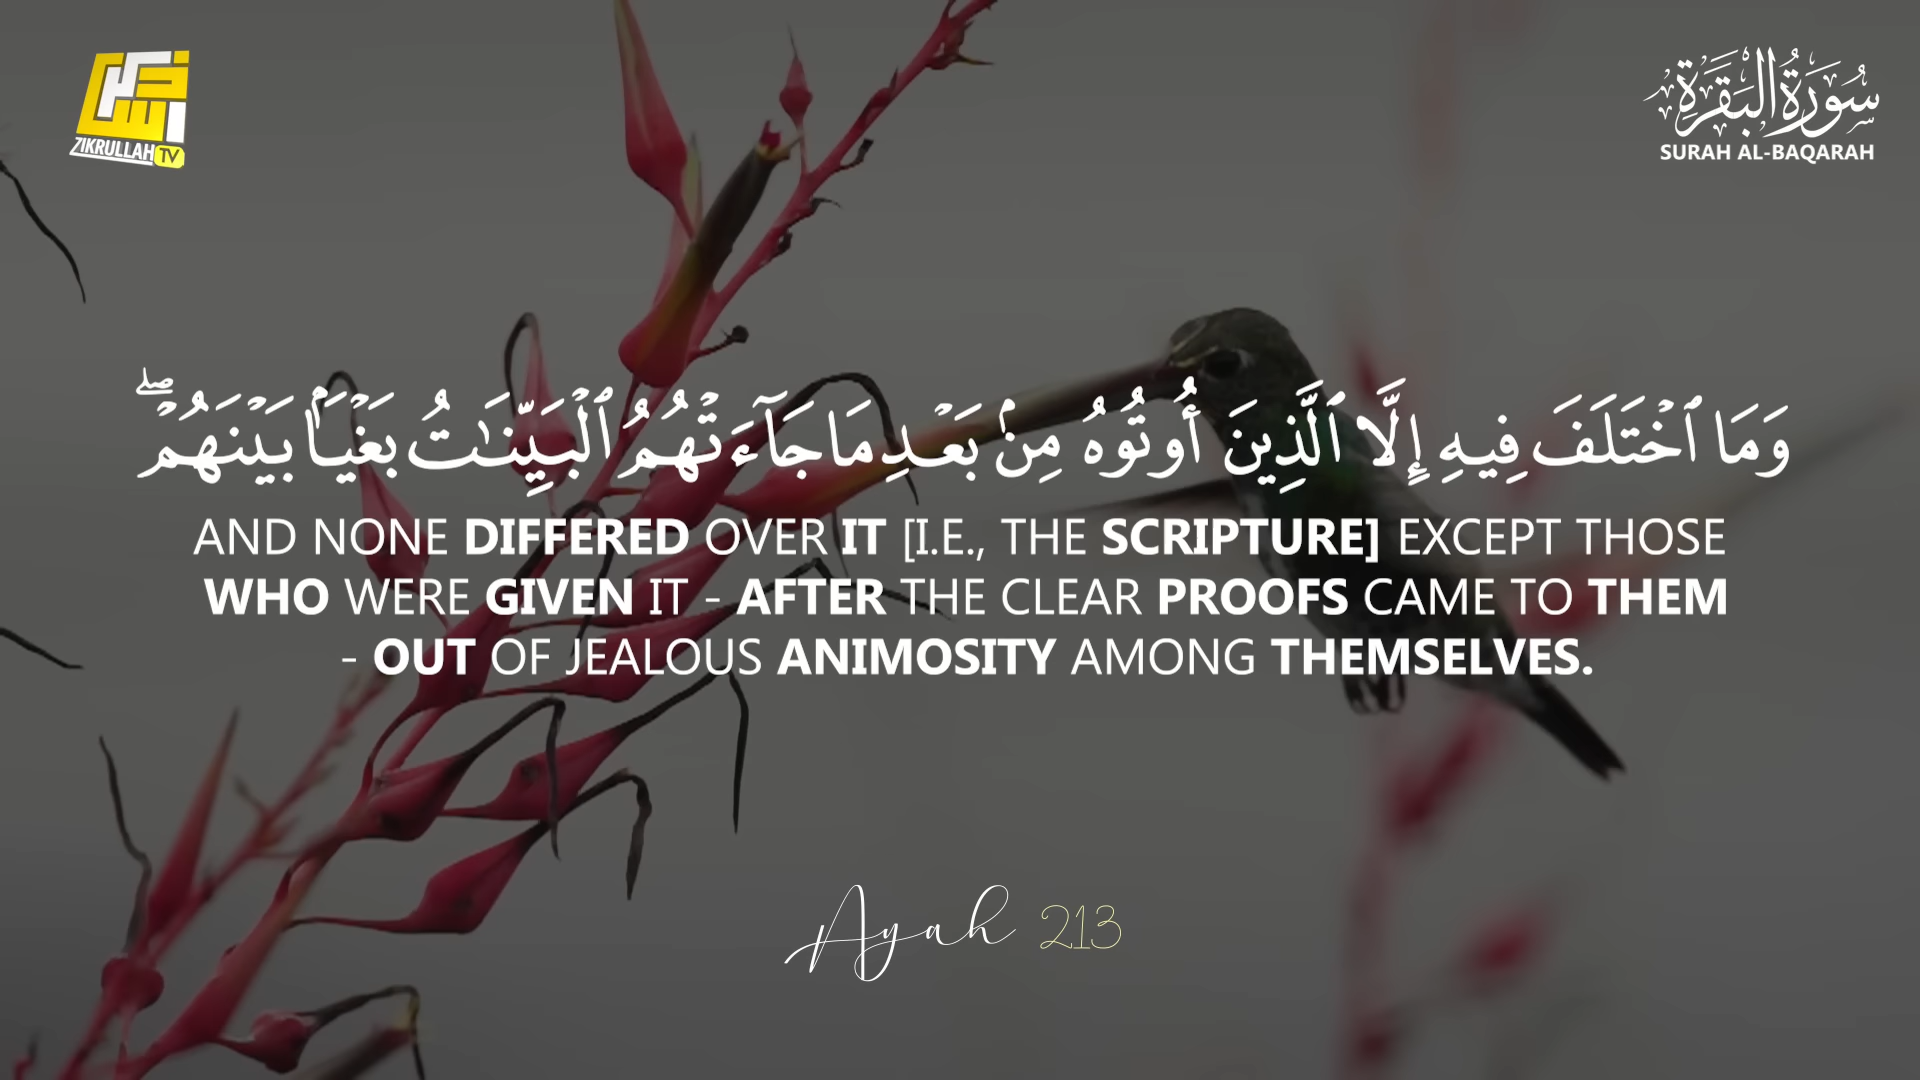 ذكر الله
ZIKRULLAH TV
سُورَةُ البَقَرَةِ
SURAH AL-BAQARAH
وَمَا ٱخۡتَلَفَ فِيهِ إِلَّا ٱلَّذِينَ أُوتُوهُ مِنۢ بَعۡدِ مَا جَآءَتۡهُمُ ٱلۡبَيِّنَٰتُ بَغۡيَۢا بَيۡنَهُمۡۖ
AND NONE DIFFERED OVER IT [I.E., THE SCRIPTURE] EXCEPT THOSE
WHO WERE GIVEN IT - AFTER THE CLEAR PROOFS CAME TO THEM
- OUT OF JEALOUS ANIMOSITY AMONG THEMSELVES.
Ayah 213